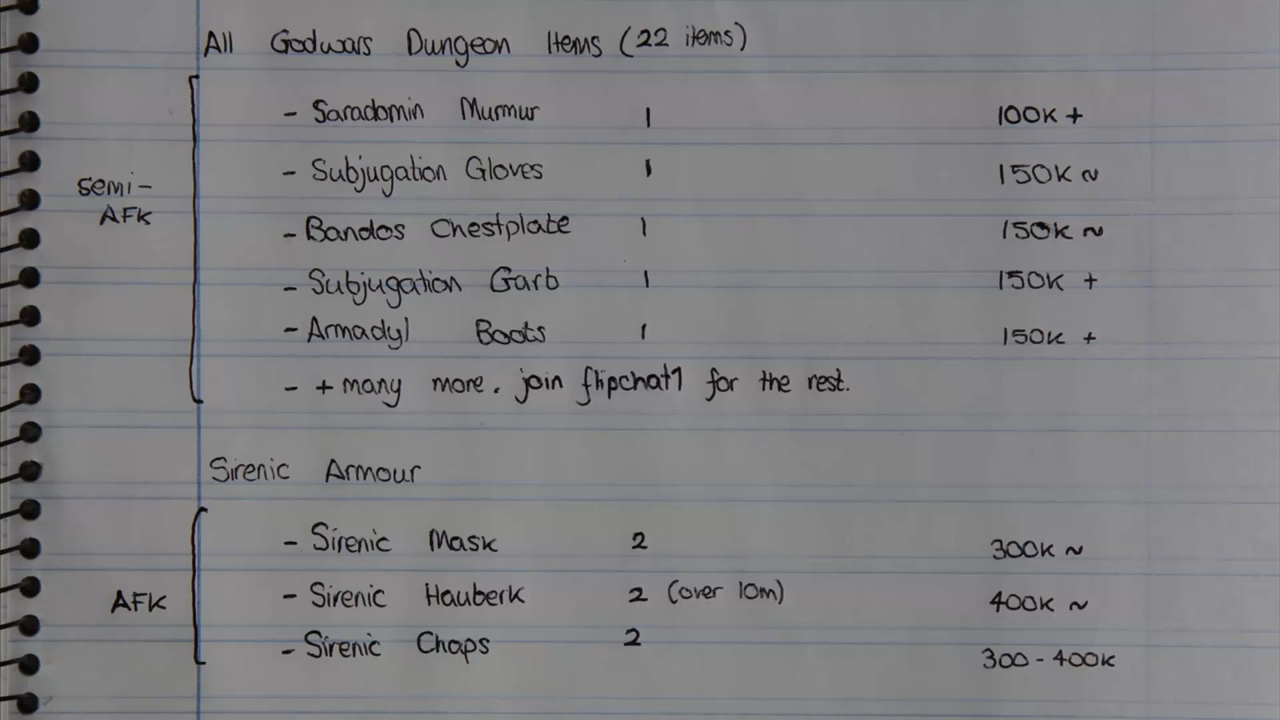 All Godwars Dungeon Items (22 items)
- Saradomin Murmur 1 100K +
- Subjugation Gloves 1 150K ~
semi-
AFK
- Bandos Chestplate 1 150K ~
- Subjugation Garb 1 150K +
- Armadyl Boots 1 150K +
- + many more. join flipchat1 for the rest.
Sirenic Armour
- Sirenic Mask 2 300K ~
AFK
- Sirenic Hauberk 2 (over 10m) 400K ~
- Sirenic Chaps 2 300 - 400K